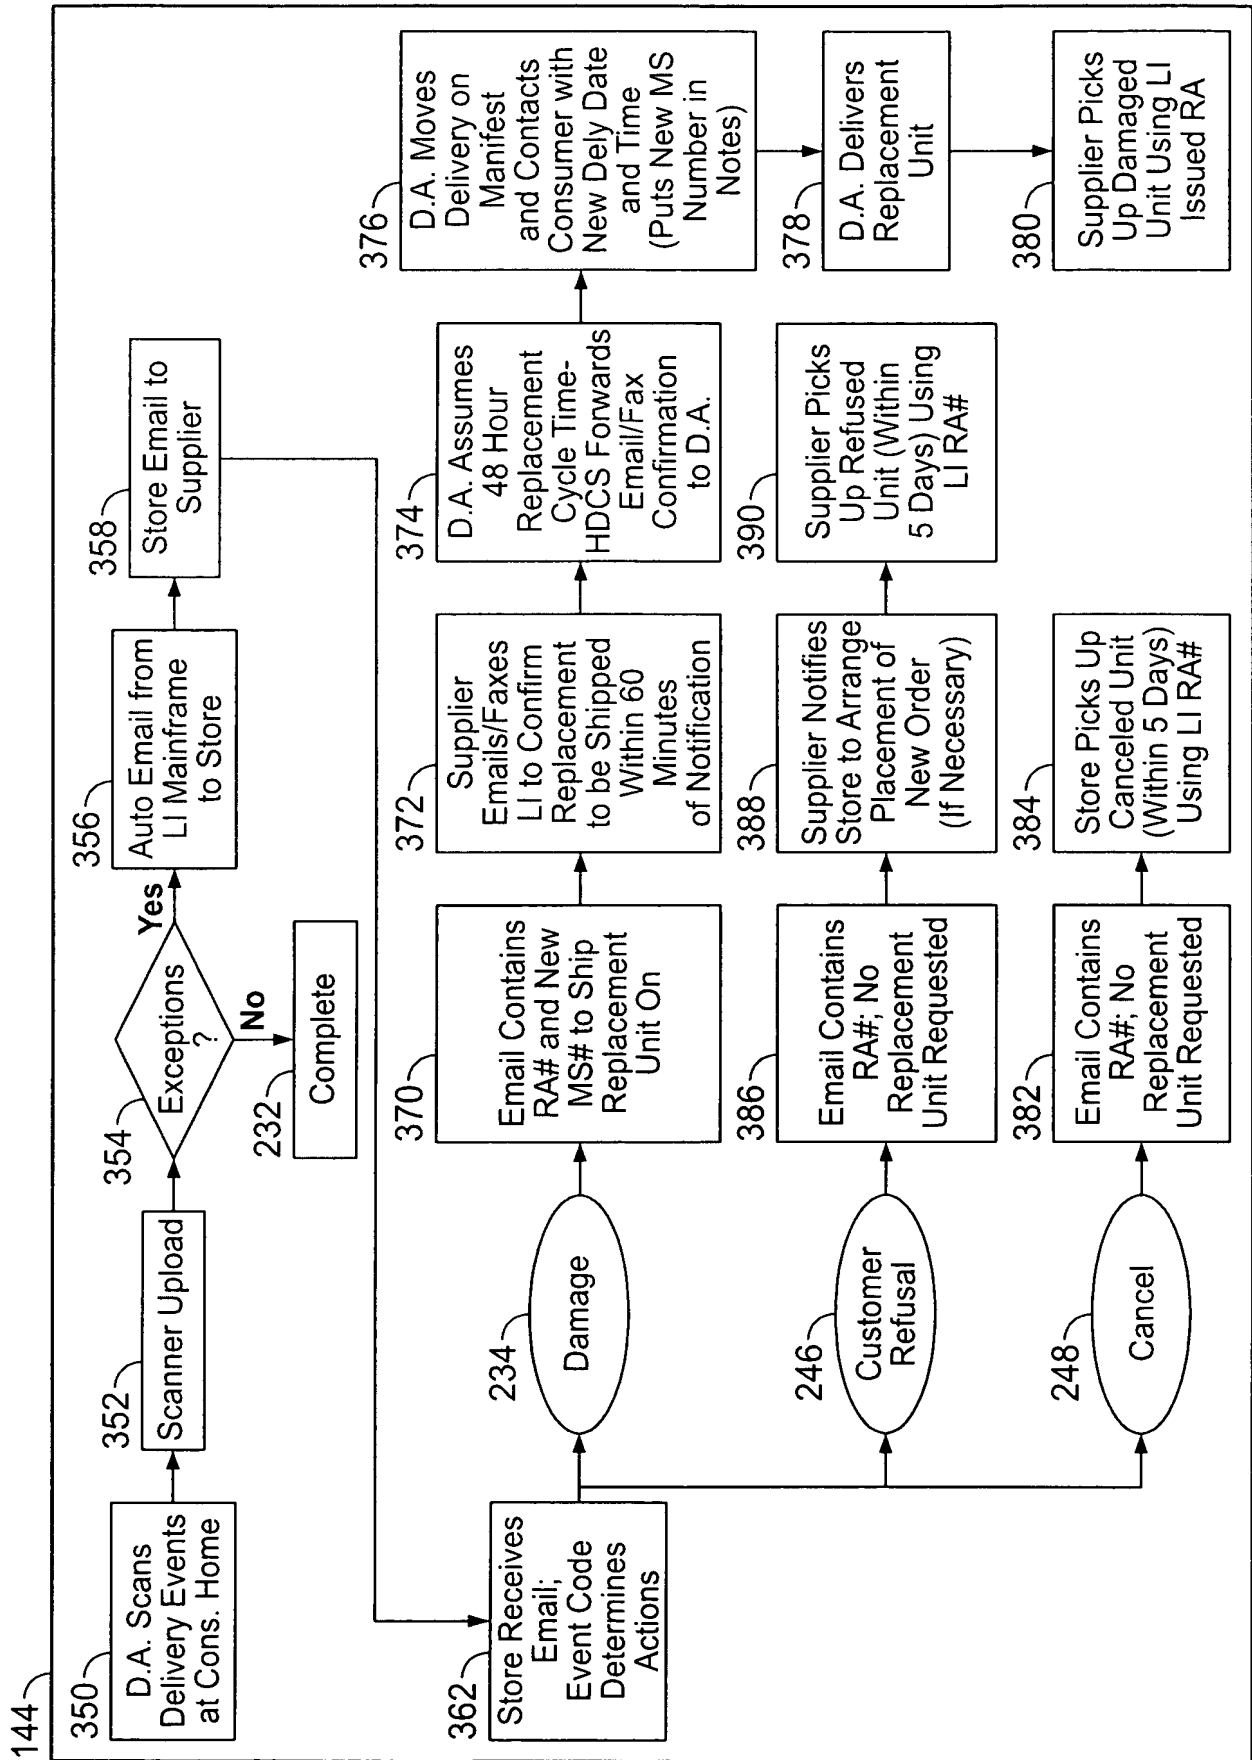 144
350
D.A. Scans
Delivery Events
at Cons. Home
352
Scanner Upload
354
Exceptions
?
Yes
No
232
Complete
356
Auto Email from
LI Mainframe
to Store
358
Store Email to
Supplier
362
Store Receives
Email;
Event Code
Determines
Actions
234
Damage
370
Email Contains
RA# and New
MS# to Ship
Replacement
Unit On
372
Supplier
Emails/Faxes
LI to Confirm
Replacement
to be Shipped
Within 60
Minutes
of Notification
374
D.A. Assumes
48 Hour
Replacement
Cycle Time-
HDCS Forwards
Email/Fax
Confirmation
to D.A.
376
D.A. Moves
Delivery on
Manifest
and Contacts
Consumer with
New Dely Date
and Time
(Puts New MS
Number in
Notes)
378
D.A. Delivers
Replacement
Unit
380
Supplier Picks
Up Damaged
Unit Using LI
Issued RA
246
Customer
Refusal
386
Email Contains
RA#; No
Replacement
Unit Requested
388
Supplier Notifies
Store to Arrange
Placement of
New Order
(If Necessary)
390
Supplier Picks
Up Refused
Unit (Within
5 Days) Using
LI RA#
248
Cancel
382
Email Contains
RA#; No
Replacement
Unit Requested
384
Store Picks Up
Canceled Unit
(Within 5 Days)
Using LI RA#